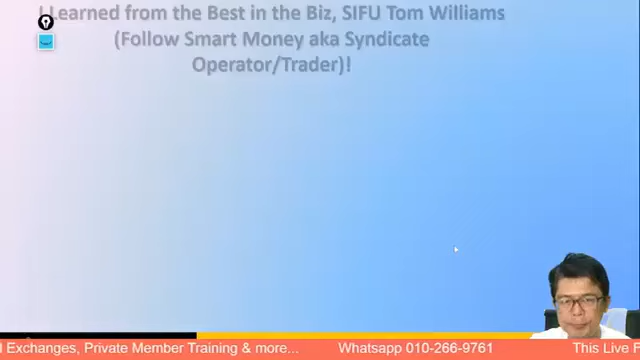 I Learned from the Best in the Biz, SIFU Tom Williams
(Follow Smart Money aka Syndicate
Operator/Trader)!
Exchanges, Private Member Training & more... Whatsapp 010-266-9761 This Live